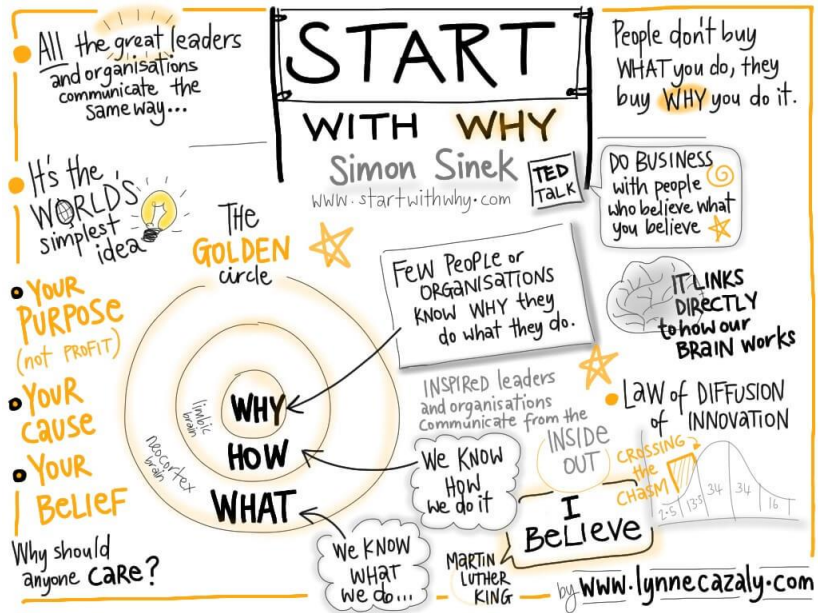 All the great leaders
and organisations
communicate the
same way...
START
WITH WHY
Simon Sinek
TED
TALK
www.startwithwhy.com
People don't buy
WHAT you do, they
buy WHY you do it.
It's the
WORLD'S
simplest
idea
DO BUSINESS
with people
who believe what
you believe
THE
GOLDEN
circle
FEW PEOPLE or
ORGANISATIONS
KNOW WHY they
do what they do.
IT LINKS
DIRECTLY
to how our
BRAIN works
YOUR
PURPOSE
(not PROFIT)
YOUR
CAUSE
YOUR
BELIEF
Why should
anyone CARE?
WHY
limbic
brain
HOW
neocortex
brain
WHAT
INSPIRED leaders
and organisations
communicate from the
INSIDE
OUT
We KNOW
HOW
we do it
We KNOW
WHAT
we do...
LAW of DIFFUSION
of INNOVATION
CROSSING
the
CHASM
2.5 13.5 34 34 16
I
BELIEVE
MARTIN
LUTHER
KING
by www.lynnecazaly.com